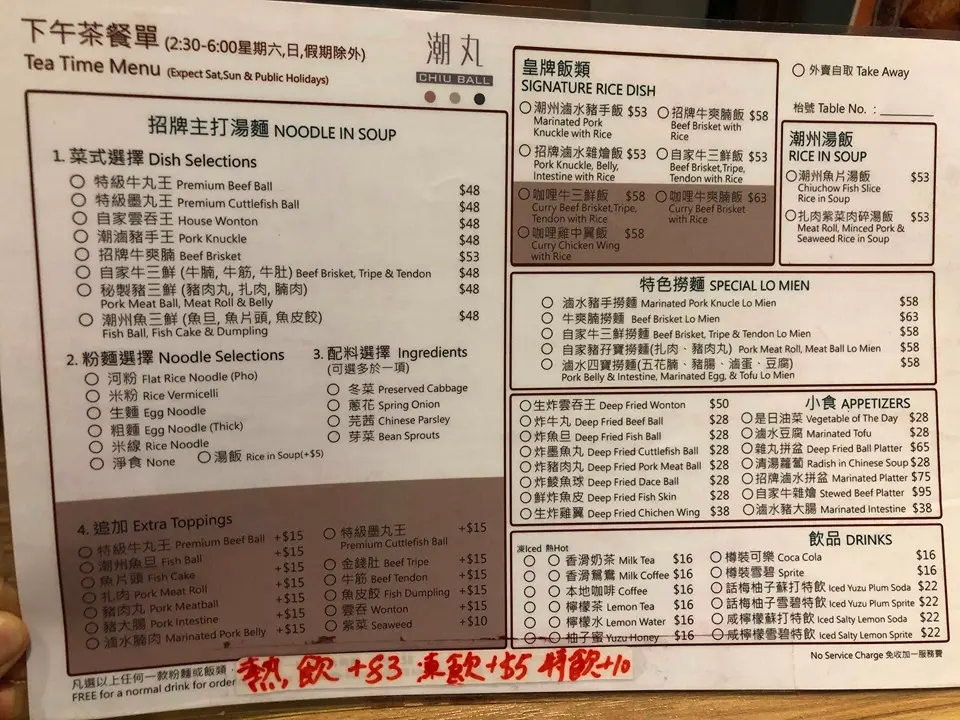 下午茶餐單 (2:30-6:00星期六,日,假期除外)
Tea Time Menu (Expect Sat,Sun & Public Holidays)
潮丸
CHIU BALL
招牌主打湯麵 NOODLE IN SOUP
1. 菜式選擇 Dish Selections
特級牛丸王 Premium Beef Ball $48
特級墨丸王 Premium Cuttlefish Ball $48
自家雲吞王 House Wonton $48
潮滷豬手王 Pork Knuckle $48
招牌牛爽腩 Beef Brisket $53
自家牛三鮮 (牛腩, 牛筋, 牛肚) Beef Brisket, Tripe & Tendon $48
秘製豬三鮮 (豬肉丸, 扎肉, 腩肉) $48
Pork Meat Ball, Meat Roll & Belly
潮州魚三鮮 (魚旦, 魚片頭, 魚皮餃) $48
Fish Ball, Fish Cake & Dumpling
2. 粉麵選擇 Noodle Selections
河粉 Flat Rice Noodle (Pho)
米粉 Rice Vermicelli
生麵 Egg Noodle
粗麵 Egg Noodle (Thick)
米線 Rice Noodle
淨食 None 湯飯 Rice in Soup(+$5)
3. 配料選擇 Ingredients
(可選多於一項)
冬菜 Preserved Cabbage
蔥花 Spring Onion
芫茜 Chinese Parsley
芽菜 Bean Sprouts
4. 追加 Extra Toppings
特級牛丸王 Premium Beef Ball +$15
潮州魚旦 Fish Ball +$15
魚片頭 Fish Cake +$15
扎肉 Pork Meat Roll +$15
豬肉丸 Pork Meatball +$15
豬大腸 Pork Intestine +$15
滷水腩肉 Marinated Pork Belly +$15
特級墨丸王 +$15
Premium Cuttlefish Ball
金錢肚 Beef Tripe +$15
牛筋 Beef Tendon +$15
魚皮餃 Fish Dumpling +$15
雲吞 Wonton +$15
紫菜 Seaweed +$10
凡選以上任何一款粉麵或飯類,
FREE for a normal drink for order
熱飲+$3 凍飲+$5 特飲+10
皇牌飯類
SIGNATURE RICE DISH
潮州滷水豬手飯 $53
Marinated Pork
Knuckle with Rice
招牌牛爽腩飯 $58
Beef Brisket with
Rice
招牌滷水雜燴飯 $53
Pork Knuckle, Belly,
Intestine with Rice
自家牛三鮮飯 $53
Beef Brisket,Tripe,
Tendon with Rice
咖哩牛三鮮飯 $58
Curry Beef Brisket,Tripe,
Tendon with Rice
咖哩牛爽腩飯 $63
Curry Beef Brisket
with Rice
咖哩雞中翼飯 $58
Curry Chicken Wing
with Rice
外賣自取 Take Away
枱號 Table No. :
潮州湯飯
RICE IN SOUP
潮州魚片湯飯 $53
Chiuchow Fish Slice
Rice in Soup
扎肉紫菜肉碎湯飯 $53
Meat Roll, Minced Pork &
Seaweed Rice in Soup
特色撈麵 SPECIAL LO MIEN
滷水豬手撈麵 Marinated Pork Knucle Lo Mien $58
牛爽腩撈麵 Beef Brisket Lo Mien $63
自家牛三鮮撈麵 Beef Brisket, Tripe & Tendon Lo Mien $58
自家豬孖寶撈麵(扎肉、豬肉丸) Pork Meat Roll, Meat Ball Lo Mien $58
滷水四寶撈麵(五花腩、豬腸、滷蛋、豆腐) $58
Pork Belly & Intestine, Marinated Egg, & Tofu Lo Mien
小食 APPETIZERS
生炸雲吞王 Deep Fried Wonton $50
炸牛丸 Deep Fried Beef Ball $28
炸魚旦 Deep Fried Fish Ball $28
炸墨魚丸 Deep Fried Cuttlefish Ball $28
炸豬肉丸 Deep Fried Pork Meat Ball $28
炸鯪魚球 Deep Fried Dace Ball $28
鮮炸魚皮 Deep Fried Fish Skin $28
生炸雞翼 Deep Fried Chichen Wing $38
是日油菜 Vegetable of The Day $28
滷水豆腐 Marinated Tofu $28
雜丸拼盆 Deep Fried Ball Platter $65
清湯蘿蔔 Radish in Chinese Soup $28
招牌滷水拼盆 Marinated Platter $75
自家牛雜燴 Stewed Beef Platter $95
滷水豬大腸 Marinated Intestine $38
飲品 DRINKS
凍Iced 熱Hot
香滑奶茶 Milk Tea $16
香滑鴛鴦 Milk Coffee $16
本地咖啡 Coffee $16
檸檬茶 Lemon Tea $16
檸檬水 Lemon Water $16
柚子蜜 Yuzu Honey $16
樽裝可樂 Coca Cola $16
樽裝雪碧 Sprite $16
話梅柚子蘇打特飲 Iced Yuzu Plum Soda $22
話梅柚子雪碧特飲 Iced Yuzu Plum Sprite $22
咸檸檬蘇打特飲 Iced Salty Lemon Soda $22
咸檸檬雪碧特飲 Iced Salty Lemon Sprite $22
No Service Charge 免收加一服務費